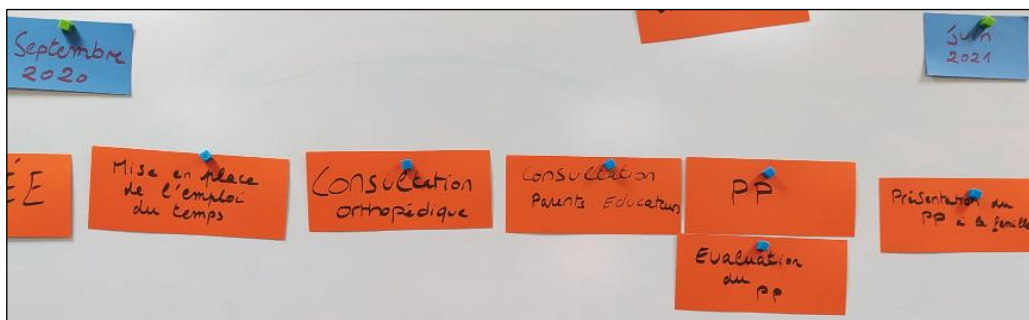 Septembre
2020
Juin
2021
ÉE
Mise en place
de l'emploi
du temps
Consultation
orthopédique
Consultation
Parents. Educateurs
PP
Evaluation
du
PP
Présentation du
PP à la famille